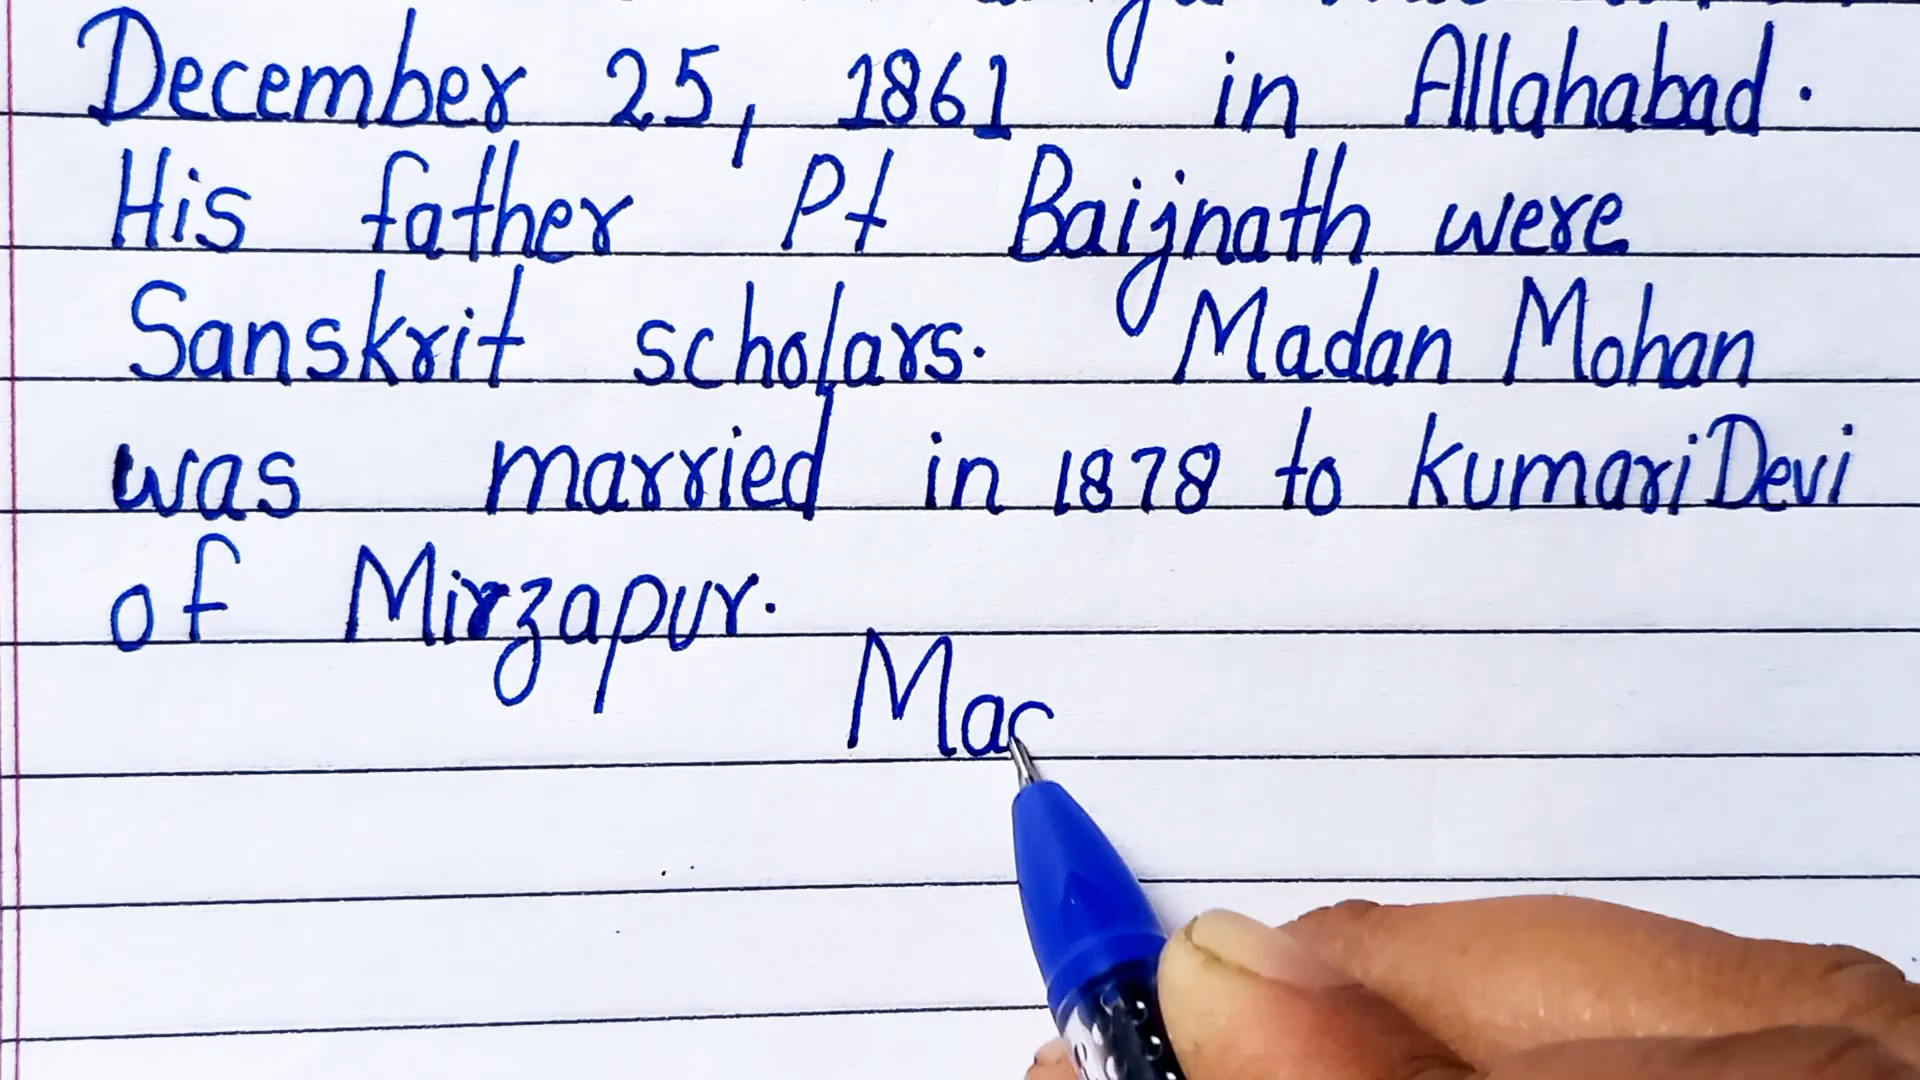 December 25, 1861 in Allahabad.
His father Pt Baijnath were
Sanskrit scholars. Madan Mohan
was married in 1878 to Kumari Devi
of Mirzapur.
Mac